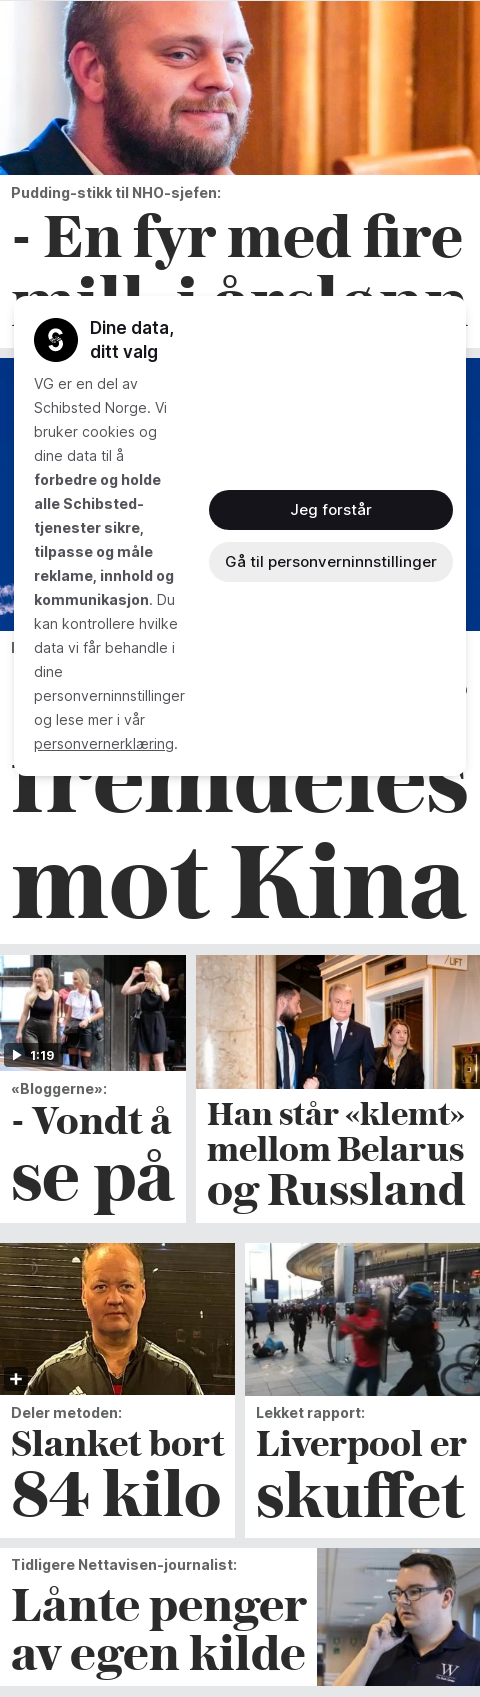 Pudding-stikk til NHO-sjefen:
- En fyr med fire
mill. i årslønn
Dine data,
ditt valg
VG er en del av
Schibsted Norge. Vi
bruker cookies og
dine data til å
forbedre og holde
alle Schibsted-
tjenester sikre,
tilpasse og måle
reklame, innhold og
kommunikasjon. Du
kan kontrollere hvilke
data vi får behandle i
dine
personverninnstillinger
og lese mer i vår
personvernerklæring.
Jeg forstår
Gå til personverninnstillinger
fremdeles
mot Kina
1:19
«Bloggerne»:
- Vondt å
se på
LIFT
Han står «klemt»
mellom Belarus
og Russland
Deler metoden:
Slanket bort
84 kilo
Lekket rapport:
Liverpool er
skuffet
Tidligere Nettavisen-journalist:
Lånte penger
av egen kilde
W